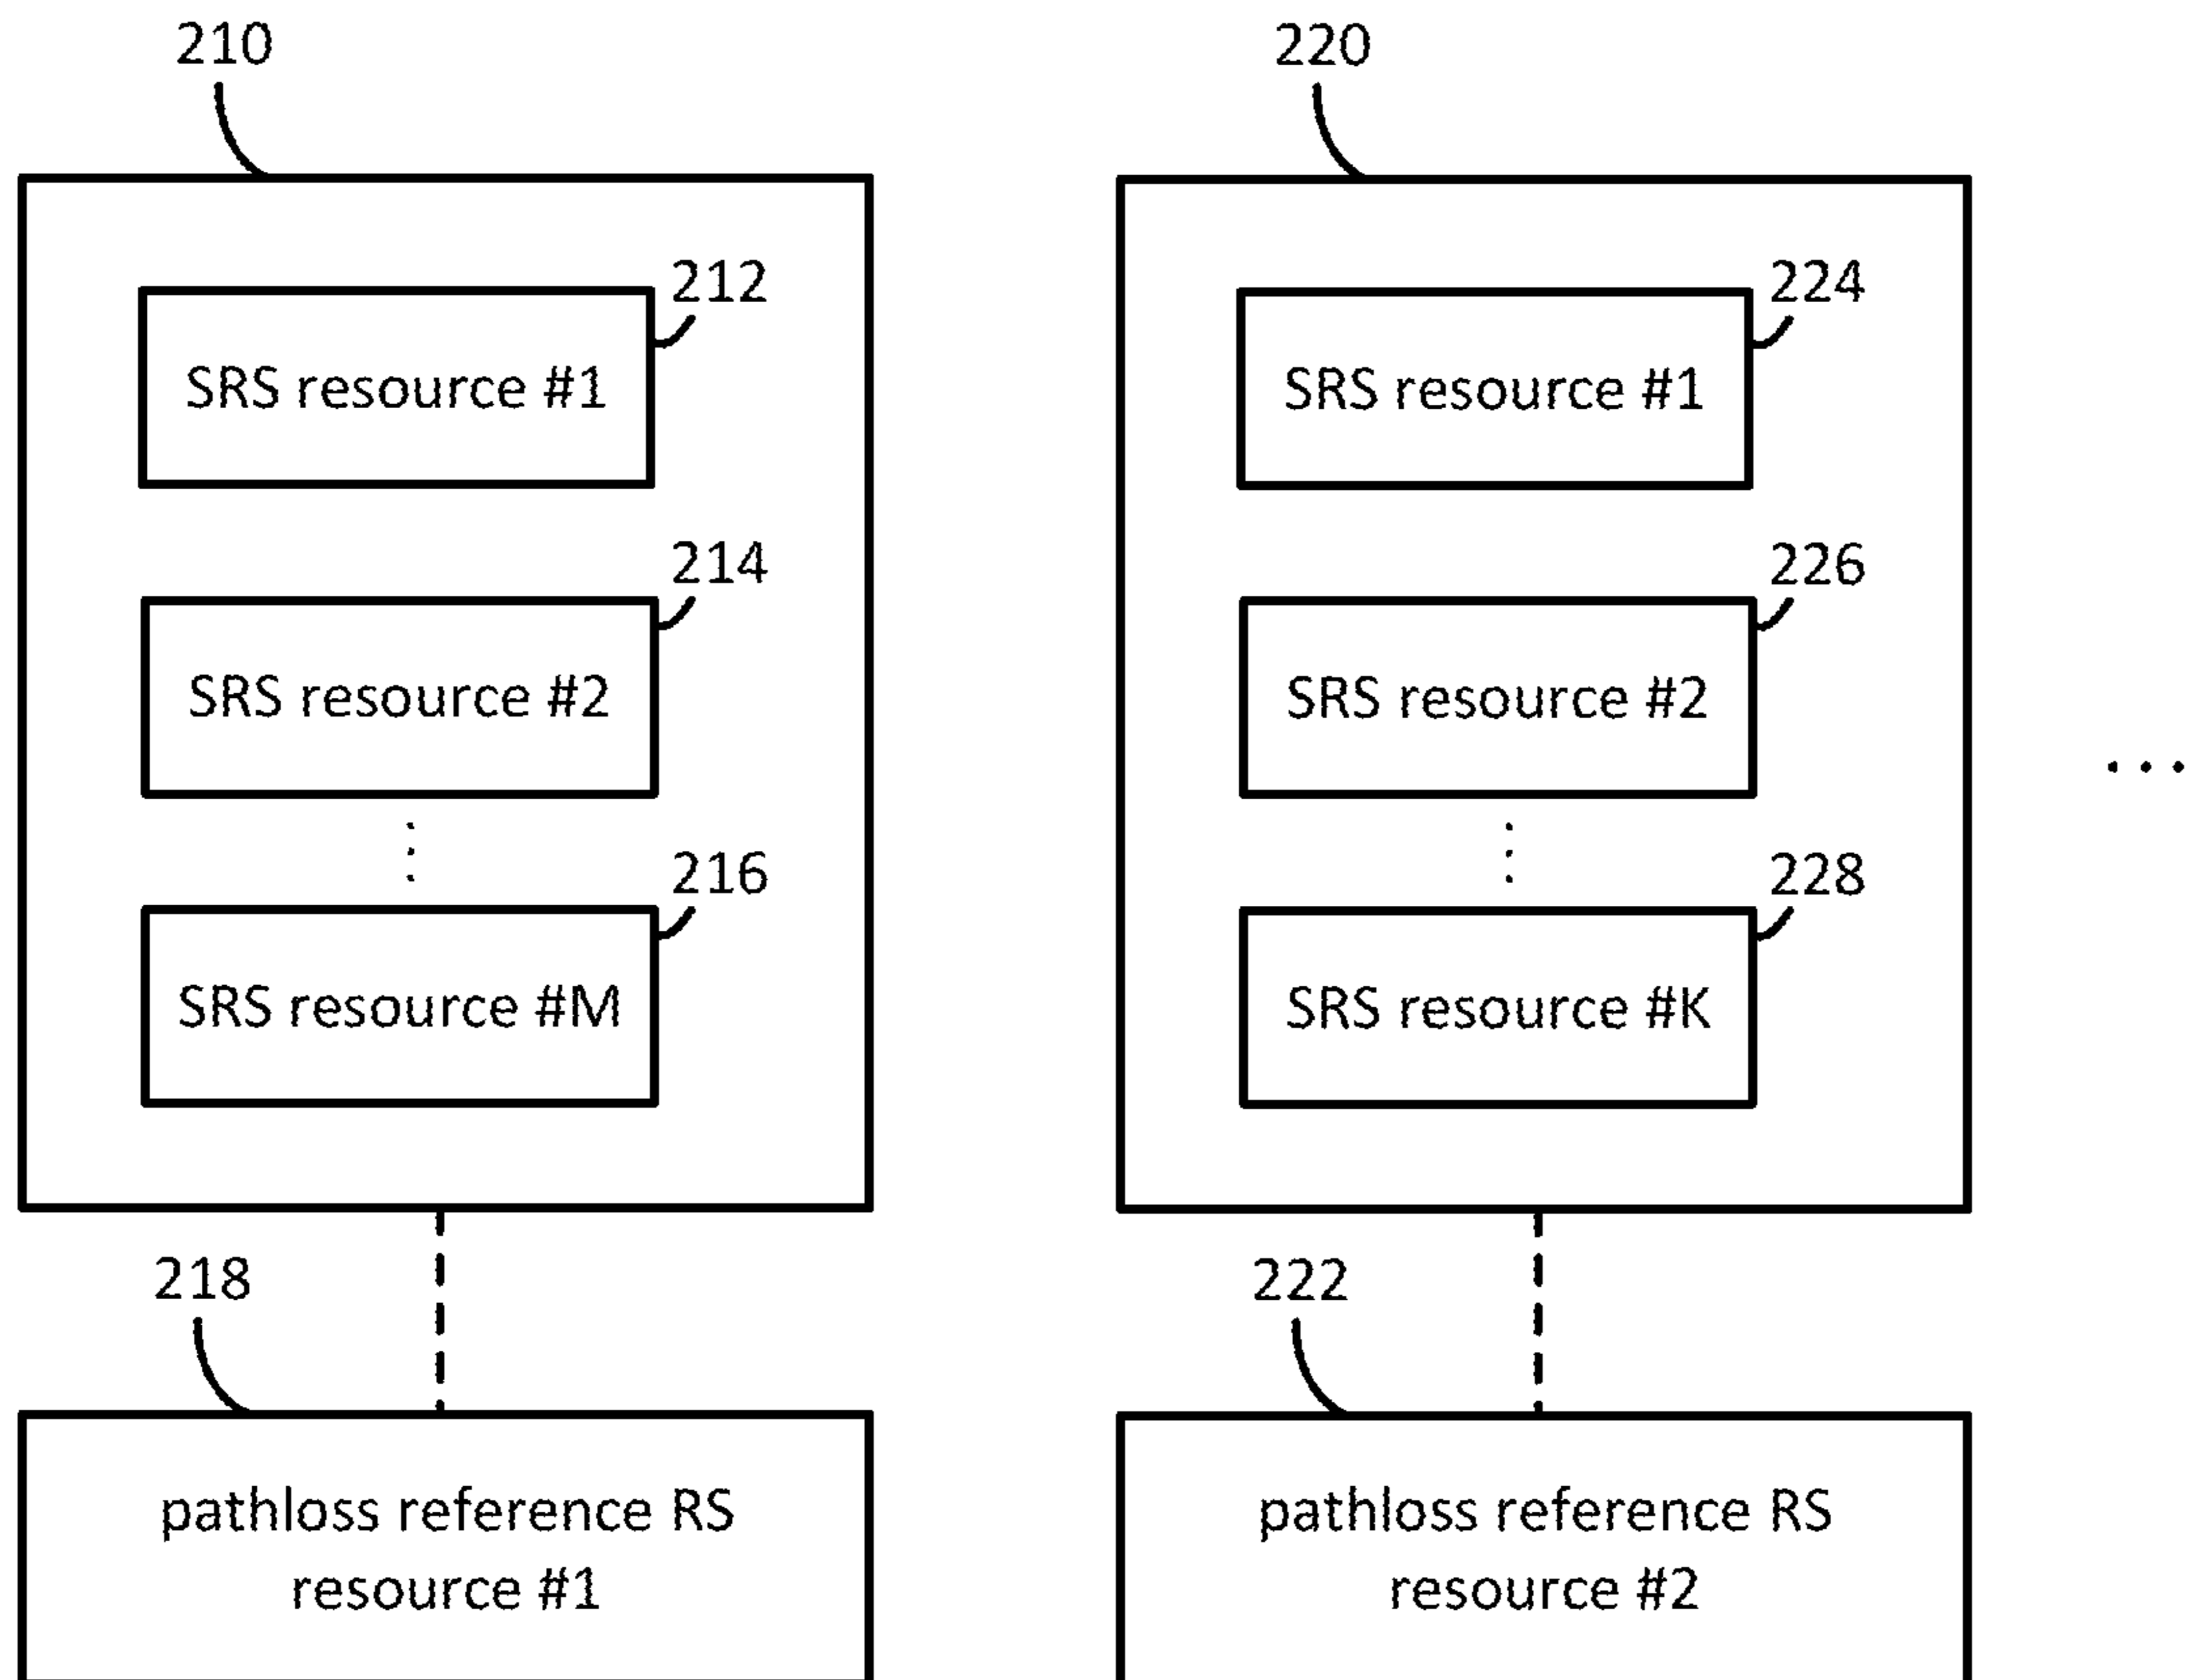 210
220
212
SRS resource #1
214
SRS resource #2
⋮
216
SRS resource #M
224
SRS resource #1
226
SRS resource #2
⋮
228
SRS resource #K
...
218
pathloss reference RS
resource #1
222
pathloss reference RS
resource #2